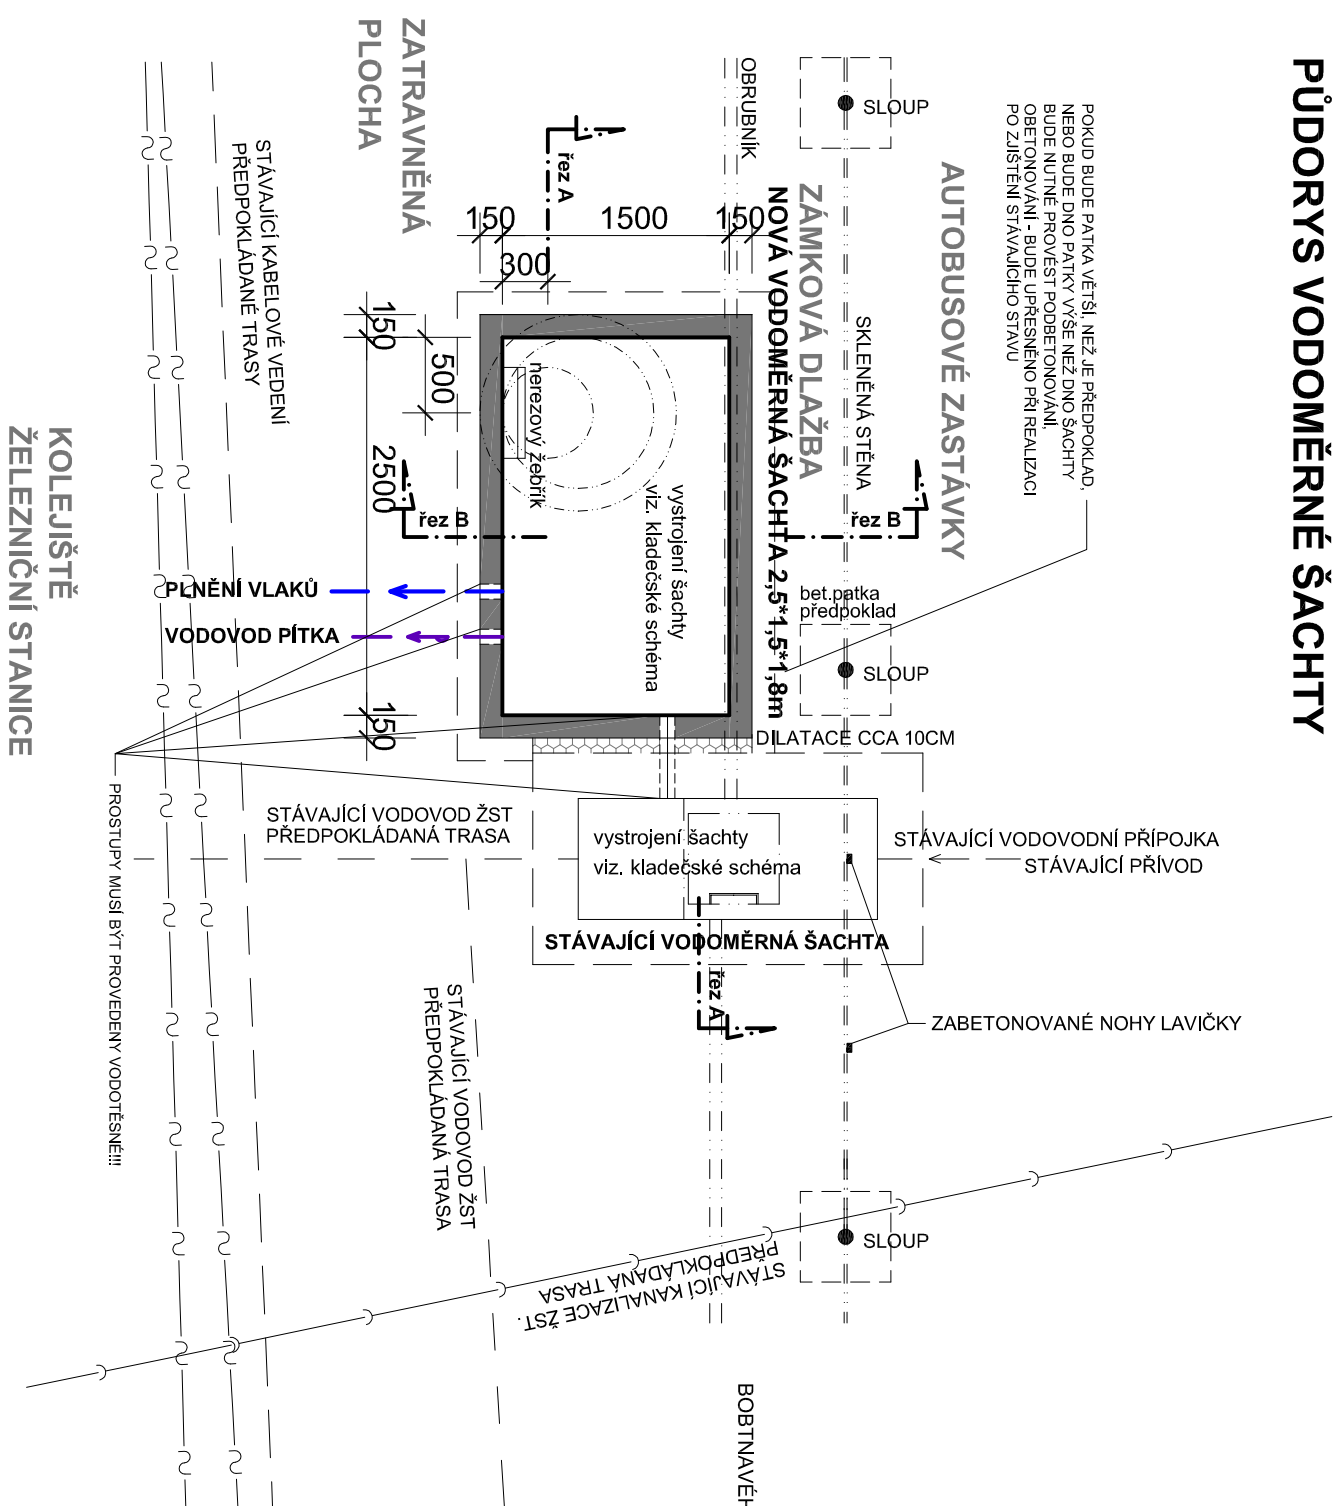 PŮDORYS VODOMĚRNÉ ŠACHTY
POKUD BUDE PATKA VĚTŠÍ, NEŽ JE PŘEDPOKLAD,
NEBO BUDE DNO PATKY VÝŠE NEŽ DNO ŠACHTY
BUDE NUTNÉ PROVÉST PODBETONOVÁNÍ,
OBETONOVÁNÍ - BUDE UPŘESNĚNO PŘI REALIZACI
PO ZJIŠTĚNÍ STÁVAJÍCÍHO STAVU
AUTOBUSOVÉ ZASTÁVKY
SLOUP
SKLENĚNÁ STĚNA
OBRUBNÍK
ZÁMKOVÁ DLAŽBA
NOVÁ VODOMĚRNÁ ŠACHTA 2,5*1,5*1,8m
ZATRAVNĚNÁ
PLOCHA
řez A
150
1500
150
300
150
500
2500
150
STÁVAJÍCÍ KABELOVÉ VEDENÍ
PŘEDPOKLÁDANÉ TRASY
nerezový žebřík
vystrojení šachty
viz. kladečské schéma
řez B
řez B
bet.patka
předpoklad
SLOUP
PLNĚNÍ VLAKŮ
VODOVOD PÍTKA
KOLEJIŠTĚ
ŽELEZNIČNÍ STANICE
DILATACE CCA 10CM
STÁVAJÍCÍ VODOVOD ŽST
PŘEDPOKLÁDANÁ TRASA
vystrojení šachty
viz. kladečské schéma
STÁVAJÍCÍ VODOVODNÍ PŘÍPOJKA
STÁVAJÍCÍ PŘÍVOD
STÁVAJÍCÍ VODOMĚRNÁ ŠACHTA
řez A
PROSTUPY MUSÍ BÝT PROVEDENY VODOTĚSNĚ!!!
ZABETONOVANÉ NOHY LAVIČKY
STÁVAJÍCÍ VODOVOD ŽST
PŘEDPOKLÁDANÁ TRASA
SLOUP
STÁVAJÍCÍ KANALIZACE ŽST.
PŘEDPOKLÁDANÁ TRASA